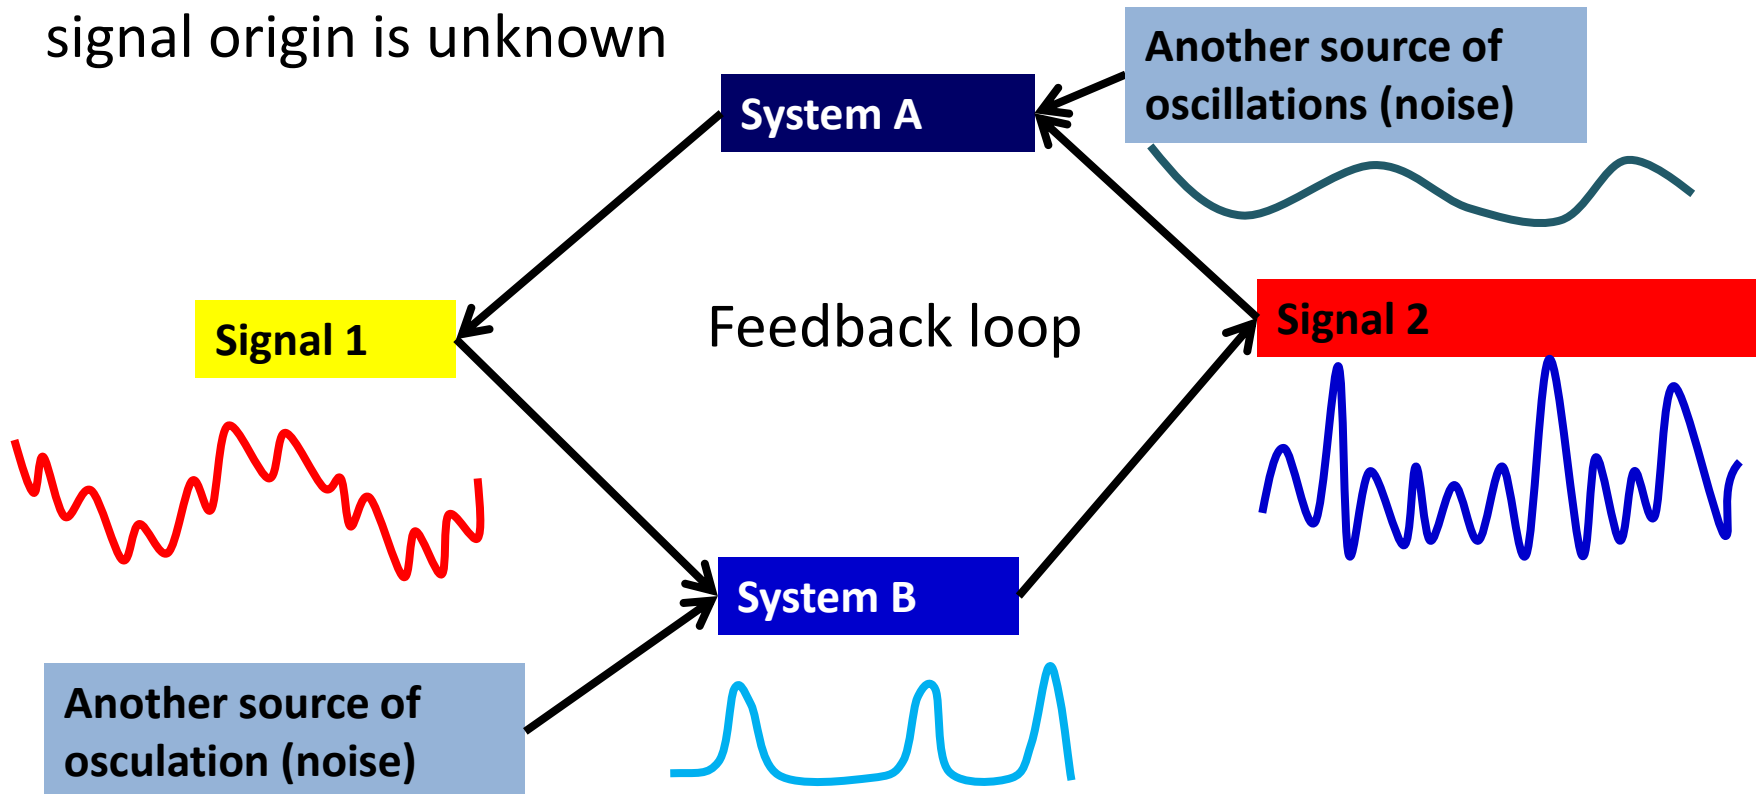 signal origin is unknown
Another source of
oscillations (noise)
System A
Signal 1
Feedback loop
Signal 2
System B
Another source of
osculation (noise)